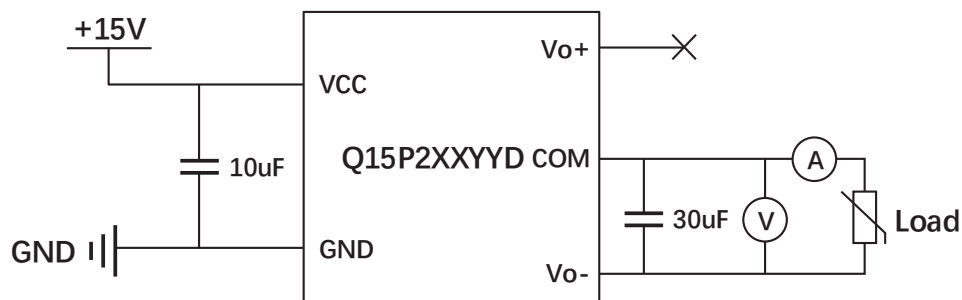 +15V
Vo+
VCC
10uF
Q15P2XXYYD COM
A
30uF
V
Load
GND
GND
Vo-